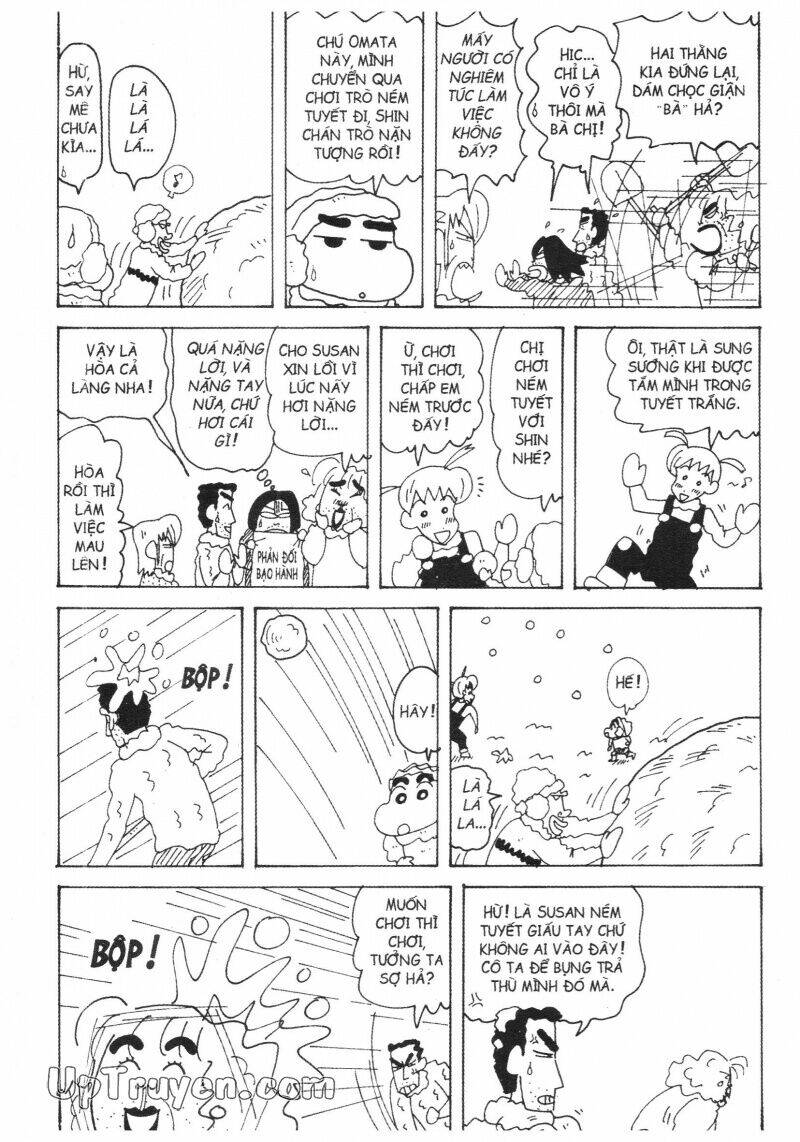 HAI THẰNG
KIA ĐỨNG LẠI,
DÁM CHỌC GIẬN
"BÀ" HẢ?
HIC...
CHỈ LÀ
VÔ Ý
THÔI MÀ
BÀ CHỊ!
MẤY
NGƯỜI CÓ
NGHIÊM
TÚC LÀM
VIỆC
KHÔNG
ĐẤY?
CHÚ OMATA
NÀY, MÌNH
CHUYỂN QUA
CHƠI TRÒ NÉM
TUYẾT ĐI, SHIN
CHÁN TRÒ NẶN
TƯỢNG RỒI!
LÀ
LÀ
LÁ
LÁ...
HỪ,
SAY
MÊ
CHƯA
KÌA...
ÔI, THẬT LÀ SUNG
SƯỚNG KHI ĐƯỢC
TẮM MÌNH TRONG
TUYẾT TRẮNG.
CHỊ
CHƠI
NÉM
TUYẾT
VỚI
SHIN
NHÉ?
Ừ, CHƠI
THÌ CHƠI,
CHẤP EM
NÉM TRƯỚC
ĐẤY!
CHO SUSAN
XIN LỖI VÌ
LÚC NÃY
HƠI NẶNG
LỜI...
QUÁ NẶNG
LỜI, VÀ
NẶNG TAY
NỮA, CHỨ
HƠI CÁI
GÌ!
PHẢN ĐỐI
BẠO HÀNH
VẬY LÀ
HÒA CẢ
LÀNG NHA!
HÒA
RỒI THÌ
LÀM
VIỆC
MAU
LÊN!
HẾ!
LÀ
LÁ
LA...
HÂY!
BỘP!
HỪ! LÀ SUSAN NÉM
TUYẾT GIẤU TAY CHỨ
KHÔNG AI VÀO ĐÂY!
CÔ TA ĐỂ BỤNG TRẢ
THÙ MÌNH ĐÓ MÀ.
MUỐN
CHƠI THÌ
CHƠI,
TƯỞNG TA
SỢ HẢ?
BỘP!
UpTruyen.com